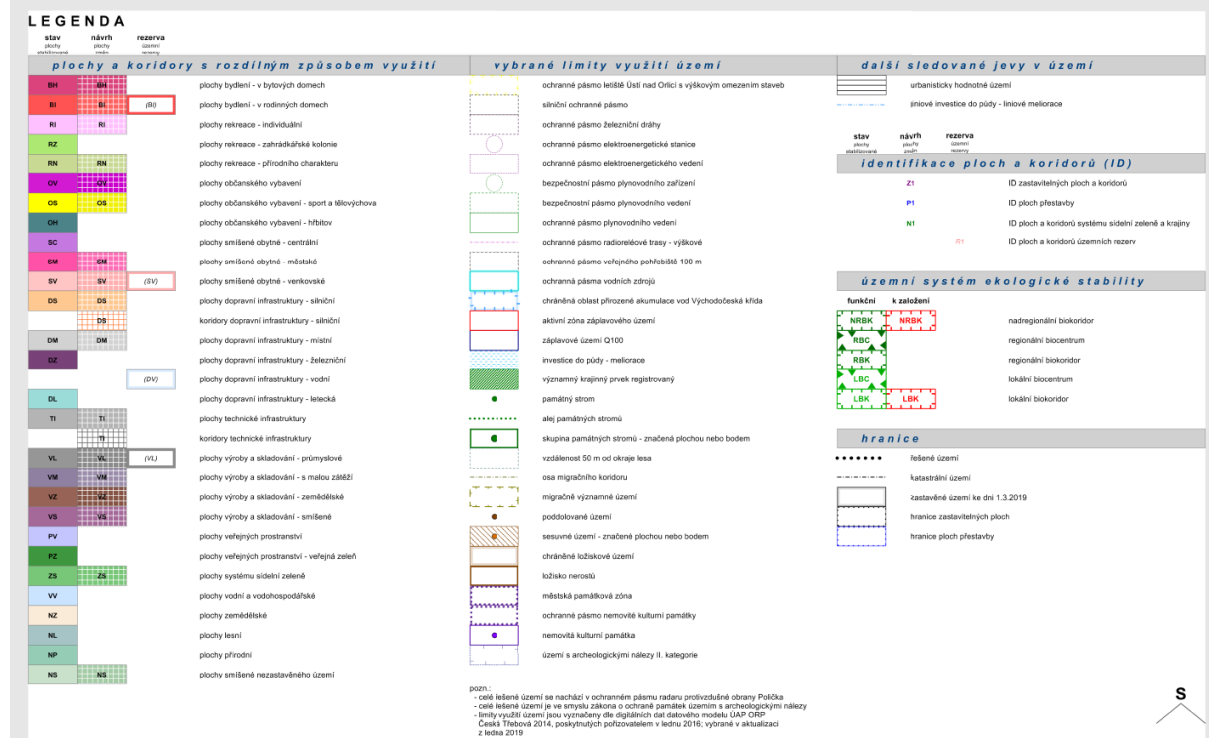 LEGENDA
stav návrh rezerva
plochy plochy územní
stabilizované změn rezervy
plochy a koridory s rozdílným způsobem využití
BH BH plochy bydlení - v bytových domech
BI BI (BI) plochy bydlení - v rodinných domech
RI RI plochy rekreace - individuální
RZ plochy rekreace - zahrádkářské kolonie
RN RN plochy rekreace - přírodního charakteru
OV OV plochy občanského vybavení
OS OS plochy občanského vybavení - sport a tělovýchova
OH plochy občanského vybavení - hřbitov
SC plochy smíšené obytné - centrální
SM SM plochy smíšené obytné - městské
SV SV (SV) plochy smíšené obytné - venkovské
DS DS plochy dopravní infrastruktury - silniční
DS koridory dopravní infrastruktury - silniční
DM DM plochy dopravní infrastruktury - místní
DZ plochy dopravní infrastruktury - železniční
(DV) plochy dopravní infrastruktury - vodní
DL plochy dopravní infrastruktury - letecká
TI TI plochy technické infrastruktury
TI koridory technické infrastruktury
VL VL (VL) plochy výroby a skladování - průmyslové
VM VM plochy výroby a skladování - s malou zátěží
VZ VZ plochy výroby a skladování - zemědělské
VS VS plochy výroby a skladování - smíšené
PV plochy veřejných prostranství
PZ plochy veřejných prostranství - veřejná zeleň
ZS ZS plochy systému sídelní zeleně
VV plochy vodní a vodohospodářské
NZ plochy zemědělské
NL plochy lesní
NP plochy přírodní
NS NS plochy smíšené nezastavěného území
vybrané limity využití území
ochranné pásmo letiště Ústí nad Orlicí s výškovým omezením staveb
silniční ochranné pásmo
ochranné pásmo železniční dráhy
ochranné pásmo elektroenergetické stanice
ochranné pásmo elektroenergetického vedení
bezpečnostní pásmo plynovodního zařízení
bezpečnostní pásmo plynovodního vedení
ochranné pásmo plynovodního vedení
ochranné pásmo radioreléové trasy - výškové
ochranné pásmo veřejného pohřebiště 100 m
ochranná pásma vodních zdrojů
chráněná oblast přirozené akumulace vod Východočeská křída
aktivní zóna záplavového území
záplavové území Q100
investice do půdy - meliorace
významný krajinný prvek registrovaný
památný strom
alej památných stromů
skupina památných stromů - značená plochou nebo bodem
vzdálenost 50 m od okraje lesa
osa migračního koridoru
migračně významné území
poddolované území
sesuvné území - značené plochou nebo bodem
chráněné ložiskové území
ložisko nerostů
městská památková zóna
ochranné pásmo nemovité kulturní památky
nemovitá kulturní památka
území s archeologickými nálezy II. kategorie
pozn.:
- celé řešené území se nachází v ochranném pásmu radaru protivzdušné obrany Polička
- celé řešené území je ve smyslu zákona o ochraně památek územím s archeologickými nálezy
- limity využití území jsou vyznačeny dle digitálních dat datového modelu ÚAP ORP
Česká Třebová 2014, poskytnutých pořizovatelem v lednu 2016; vybrané v aktualizaci
z ledna 2019
další sledované jevy v území
urbanisticky hodnotné území
liniové investice do půdy - liniové meliorace
stav návrh rezerva
plochy plochy územní
stabilizované změn rezervy
identifikace ploch a koridorů (ID)
Z1 ID zastavitelných ploch a koridorů
P1 ID plochy přestavby
N1 ID ploch a koridorů systému sídelní zeleně a krajiny
R1 ID ploch a koridorů územních rezerv
územní systém ekologické stability
funkční k založení
NRBK NRBK nadregionální biokoridor
RBC regionální biocentrum
RBK regionální biokoridor
LBC lokální biocentrum
LBK LBK lokální biokoridor
hranice
řešené území
katastrální území
zastavěné území ke dni 1.3.2019
hranice zastavitelných ploch
hranice ploch přestavby
S